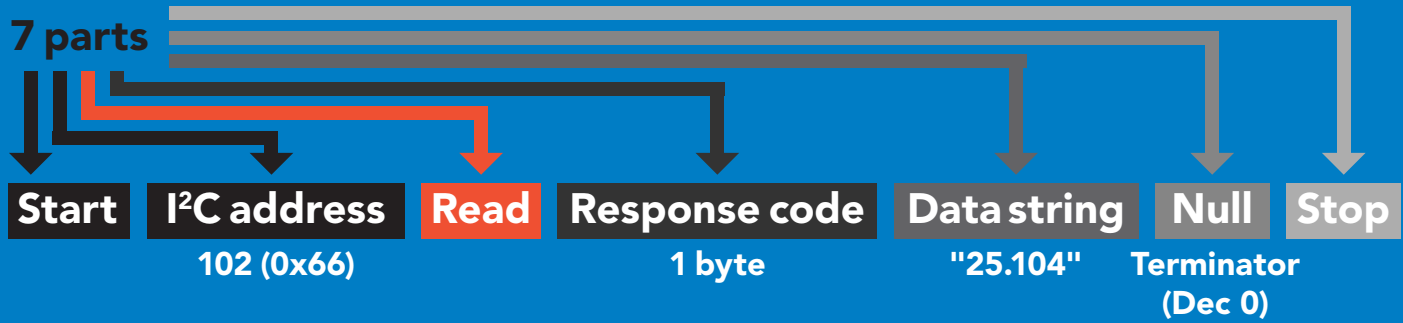 7 parts
Start I²C address Read Response code Data string Null Stop
102 (0x66) 1 byte "25.104" Terminator
(Dec 0)